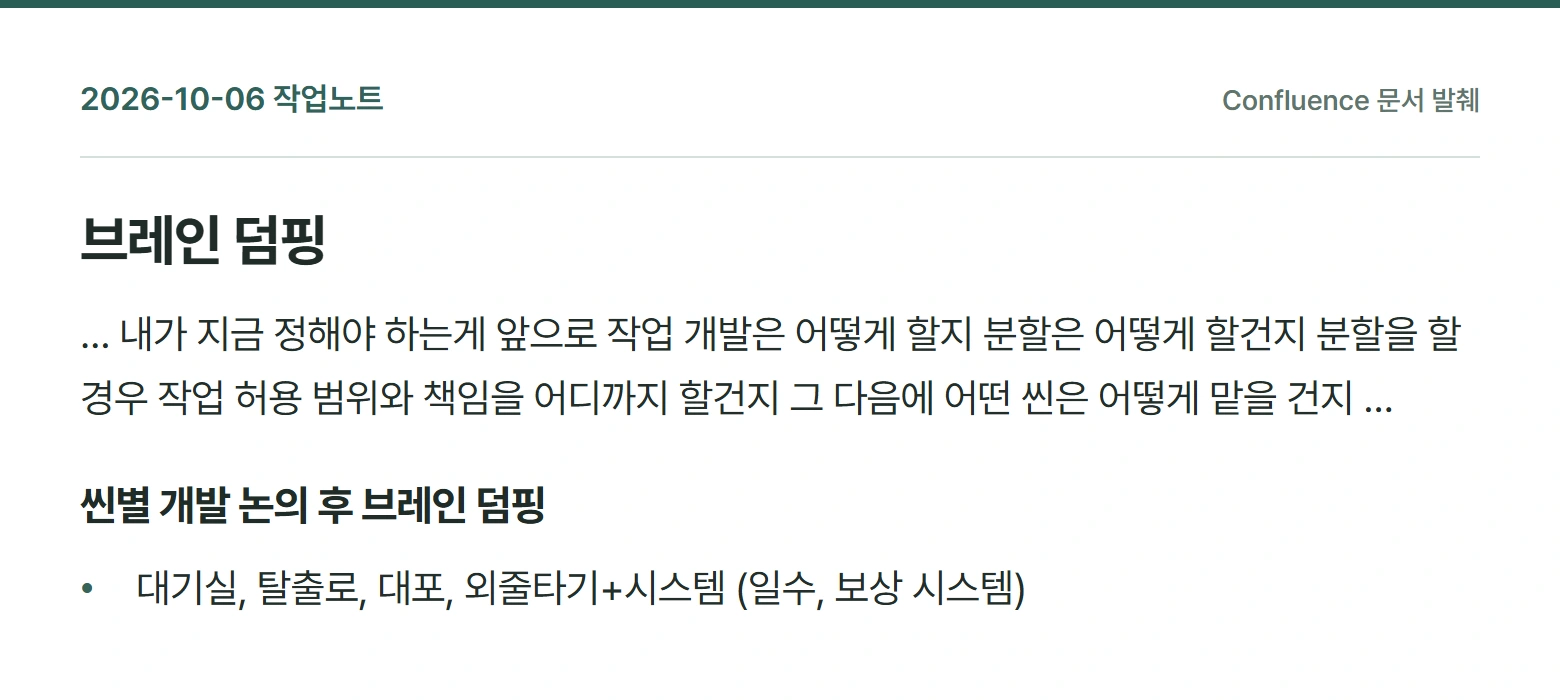 2026-10-06 작업노트
Confluence 문서 발췌
브레인 덤핑
... 내가 지금 정해야 하는게 앞으로 작업 개발은 어떻게 할지 분할은 어떻게 할건지 분할을 할
경우 작업 허용 범위와 책임을 어디까지 할건지 그 다음에 어떤 씬은 어떻게 맡을 건지 ...
씬별 개발 논의 후 브레인 덤핑
• 대기실, 탈출로, 대포, 외줄타기+시스템 (일수, 보상 시스템)